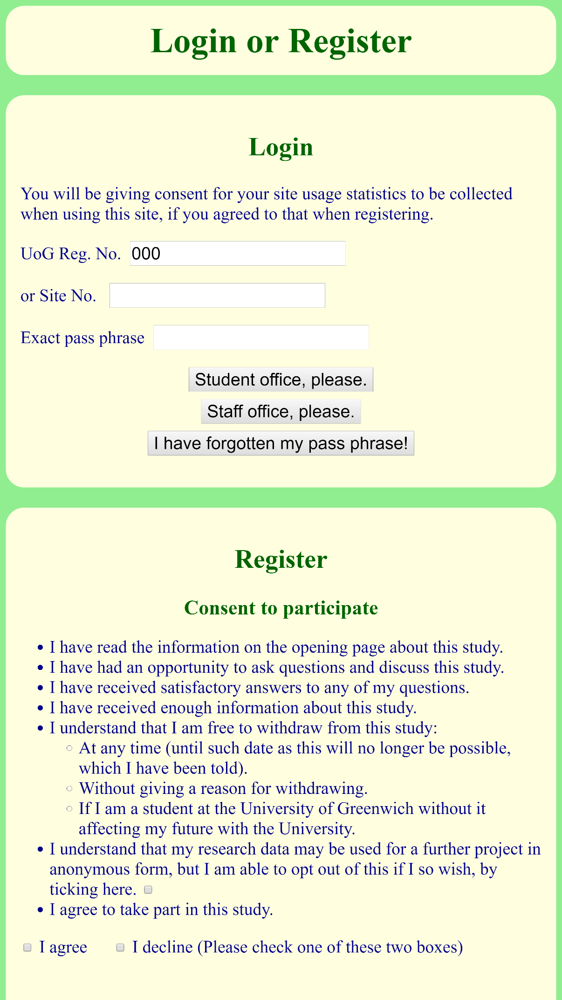 Login or Register
Login
You will be giving consent for your site usage statistics to be collected
when using this site, if you agreed to that when registering.
UoG Reg. No. 000
or Site No.
Exact pass phrase
Student office, please.
Staff office, please.
I have forgotten my pass phrase!
Register
Consent to participate
• I have read the information on the opening page about this study.
• I have had an opportunity to ask questions and discuss this study.
• I have received satisfactory answers to any of my questions.
• I have received enough information about this study.
• I understand that I am free to withdraw from this study:
◦ At any time (until such date as this will no longer be possible,
which I have been told).
◦ Without giving a reason for withdrawing.
◦ If I am a student at the University of Greenwich without it
affecting my future with the University.
• I understand that my research data may be used for a further project in
anonymous form, but I am able to opt out of this if I so wish, by
ticking here.
• I agree to take part in this study.
I agree I decline (Please check one of these two boxes)